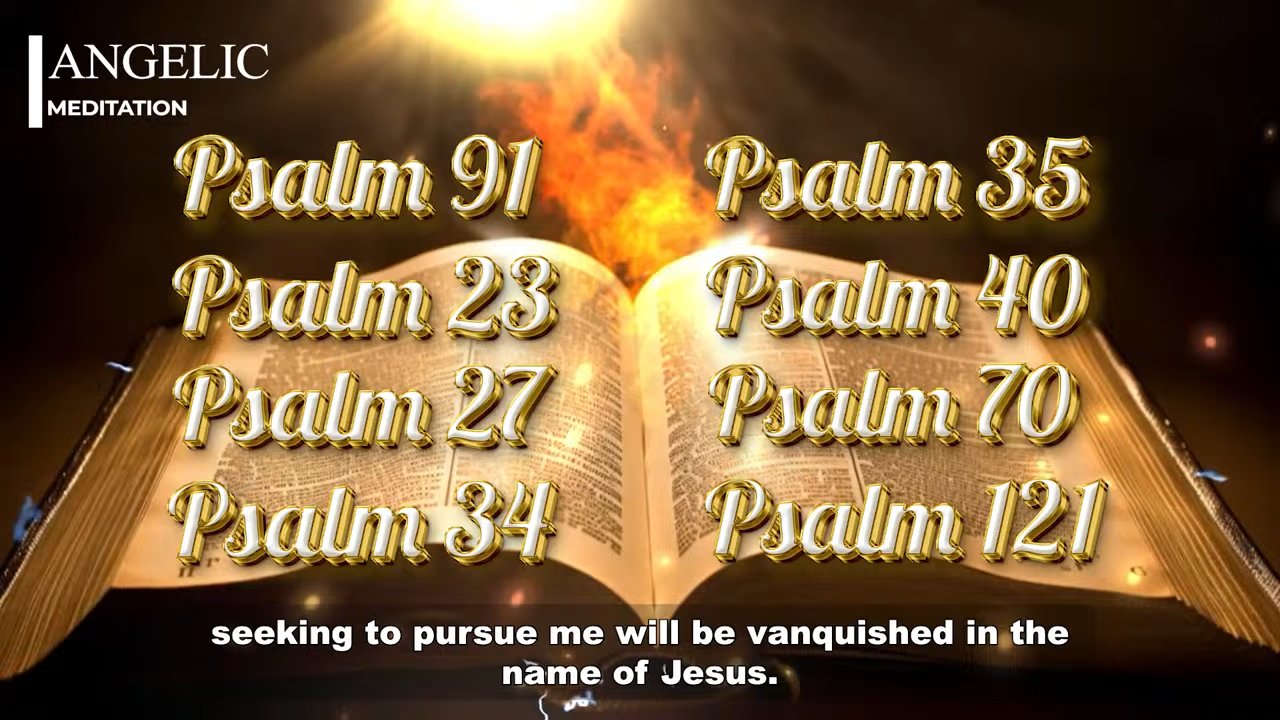 ANGELIC
MEDITATION
Psalm 91
Psalm 23
Psalm 27
Psalm 34
Psalm 35
Psalm 40
Psalm 70
Psalm 121
seeking to pursue me will be vanquished in the
name of Jesus.